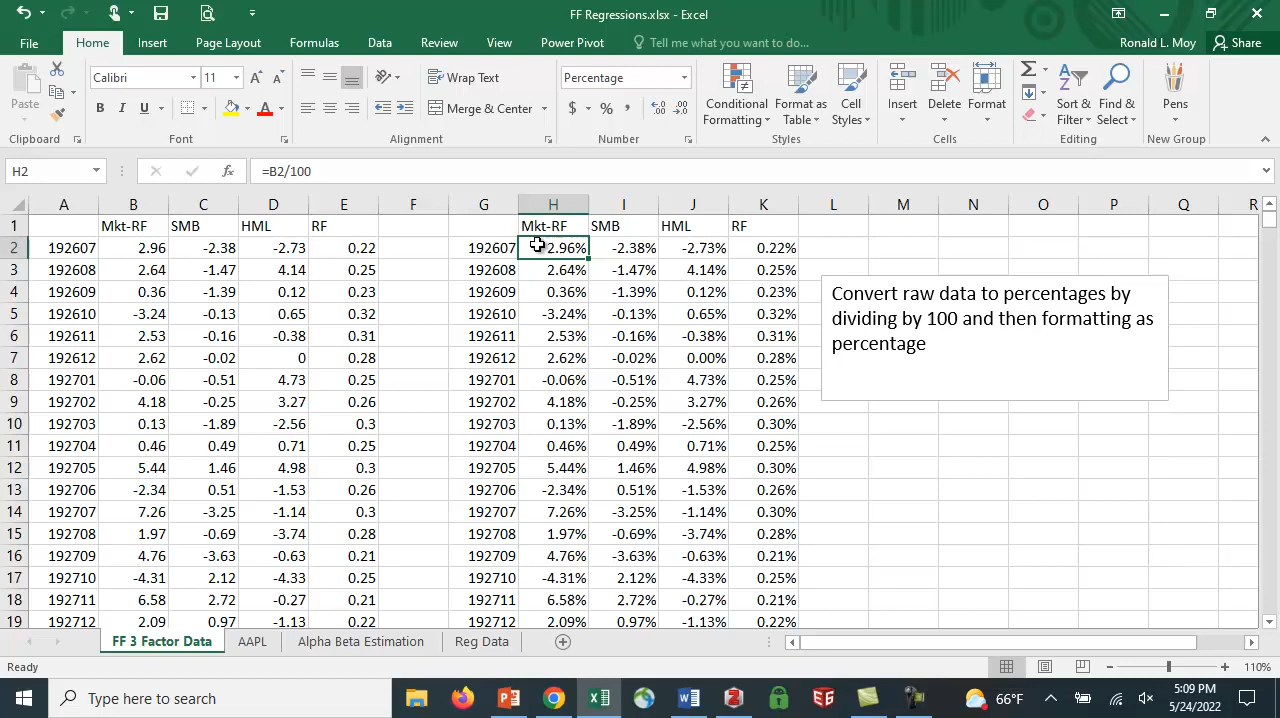 FF Regressions.xlsx - Excel
File Home Insert Page Layout Formulas Data Review View Power Pivot Tell me what you want to do... Ronald L. Moy Share
Calibri 11 A A Wrap Text Percentage
Paste B I U A Merge & Center $ % , Conditional Formatting Format as Table Cell Styles Insert Delete Format Sort & Filter Find & Select Pens
Clipboard Font Alignment Number Styles Cells Editing New Group
H2 fx =B2/100
A B C D E F G H I J K L M N O P Q R
1 Mkt-RF SMB HML RF Mkt-RF SMB HML RF
2 192607 2.96 -2.38 -2.73 0.22 192607 2.96% -2.38% -2.73% 0.22%
3 192608 2.64 -1.47 4.14 0.25 192608 2.64% -1.47% 4.14% 0.25%
4 192609 0.36 -1.39 0.12 0.23 192609 0.36% -1.39% 0.12% 0.23%
5 192610 -3.24 -0.13 0.65 0.32 192610 -3.24% -0.13% 0.65% 0.32%
6 192611 2.53 -0.16 -0.38 0.31 192611 2.53% -0.16% -0.38% 0.31%
7 192612 2.62 -0.02 0 0.28 192612 2.62% -0.02% 0.00% 0.28%
8 192701 -0.06 -0.51 4.73 0.25 192701 -0.06% -0.51% 4.73% 0.25%
9 192702 4.18 -0.25 3.27 0.26 192702 4.18% -0.25% 3.27% 0.26%
10 192703 0.13 -1.89 -2.56 0.3 192703 0.13% -1.89% -2.56% 0.30%
11 192704 0.46 0.49 0.71 0.25 192704 0.46% 0.49% 0.71% 0.25%
12 192705 5.44 1.46 4.98 0.3 192705 5.44% 1.46% 4.98% 0.30%
13 192706 -2.34 0.51 -1.53 0.26 192706 -2.34% 0.51% -1.53% 0.26%
14 192707 7.26 -3.25 -1.14 0.3 192707 7.26% -3.25% -1.14% 0.30%
15 192708 1.97 -0.69 -3.74 0.28 192708 1.97% -0.69% -3.74% 0.28%
16 192709 4.76 -3.63 -0.63 0.21 192709 4.76% -3.63% -0.63% 0.21%
17 192710 -4.31 2.12 -4.33 0.25 192710 -4.31% 2.12% -4.33% 0.25%
18 192711 6.58 2.72 -0.27 0.21 192711 6.58% 2.72% -0.27% 0.21%
19 192712 2.09 0.97 -1.13 0.22 192712 2.09% 0.97% -1.13% 0.22%
Convert raw data to percentages by
dividing by 100 and then formatting as
percentage
FF 3 Factor Data AAPL Alpha Beta Estimation Reg Data
Ready 110%
Type here to search 66°F 5:09 PM
5/24/2022